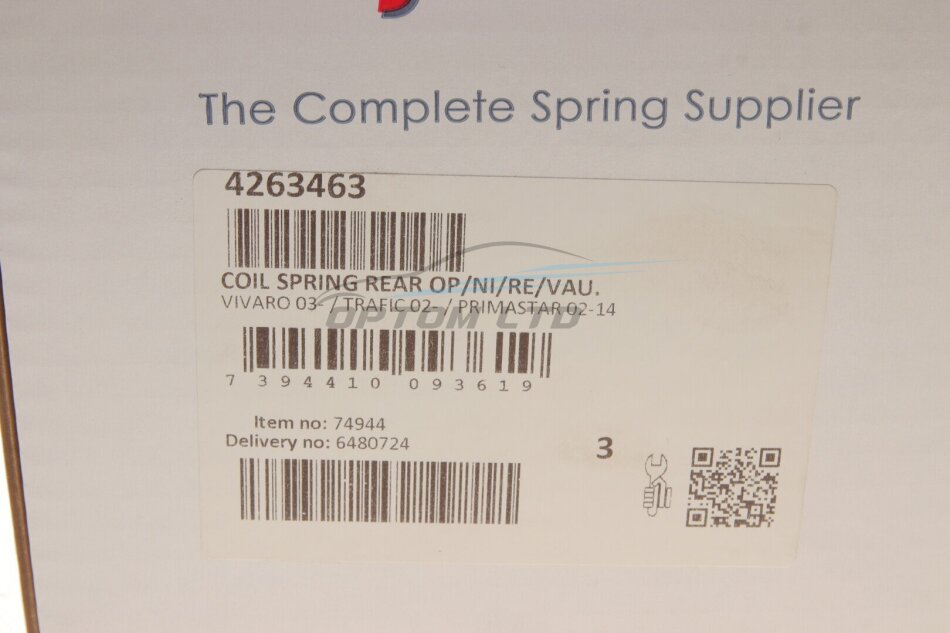 The Complete Spring Supplier
4263463
COIL SPRING REAR OP/NI/RE/VAU.
VIVARO 03- / TRAFIC 02- / PRIMASTAR 02-14
OPTOM LTD
7 394410 093619
Item no: 74944
Delivery no: 6480724
3